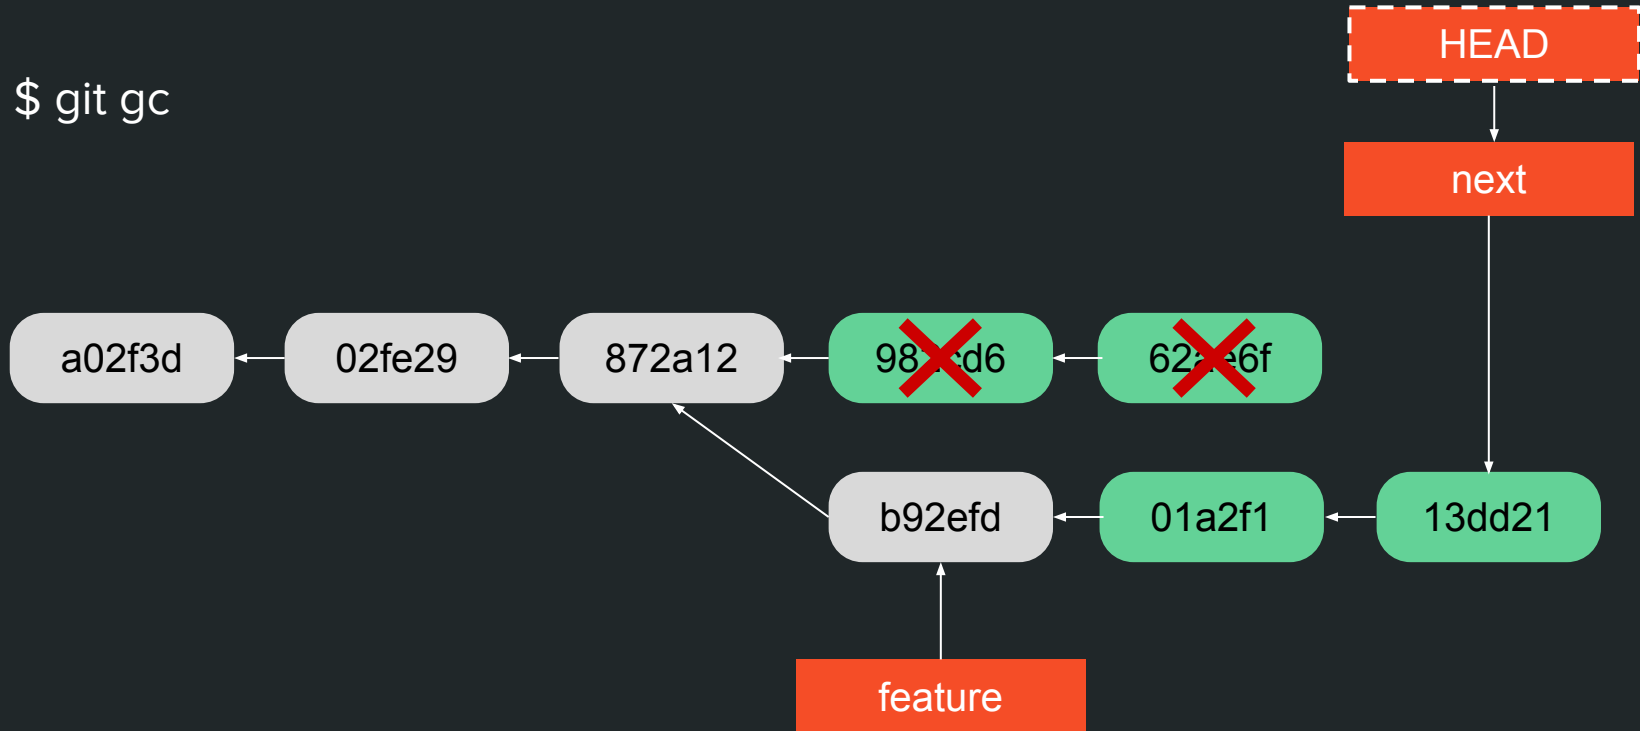 HEAD
$ git gc
next
a02f3d
02fe29
872a12
b92efd
01a2f1
13dd21
feature